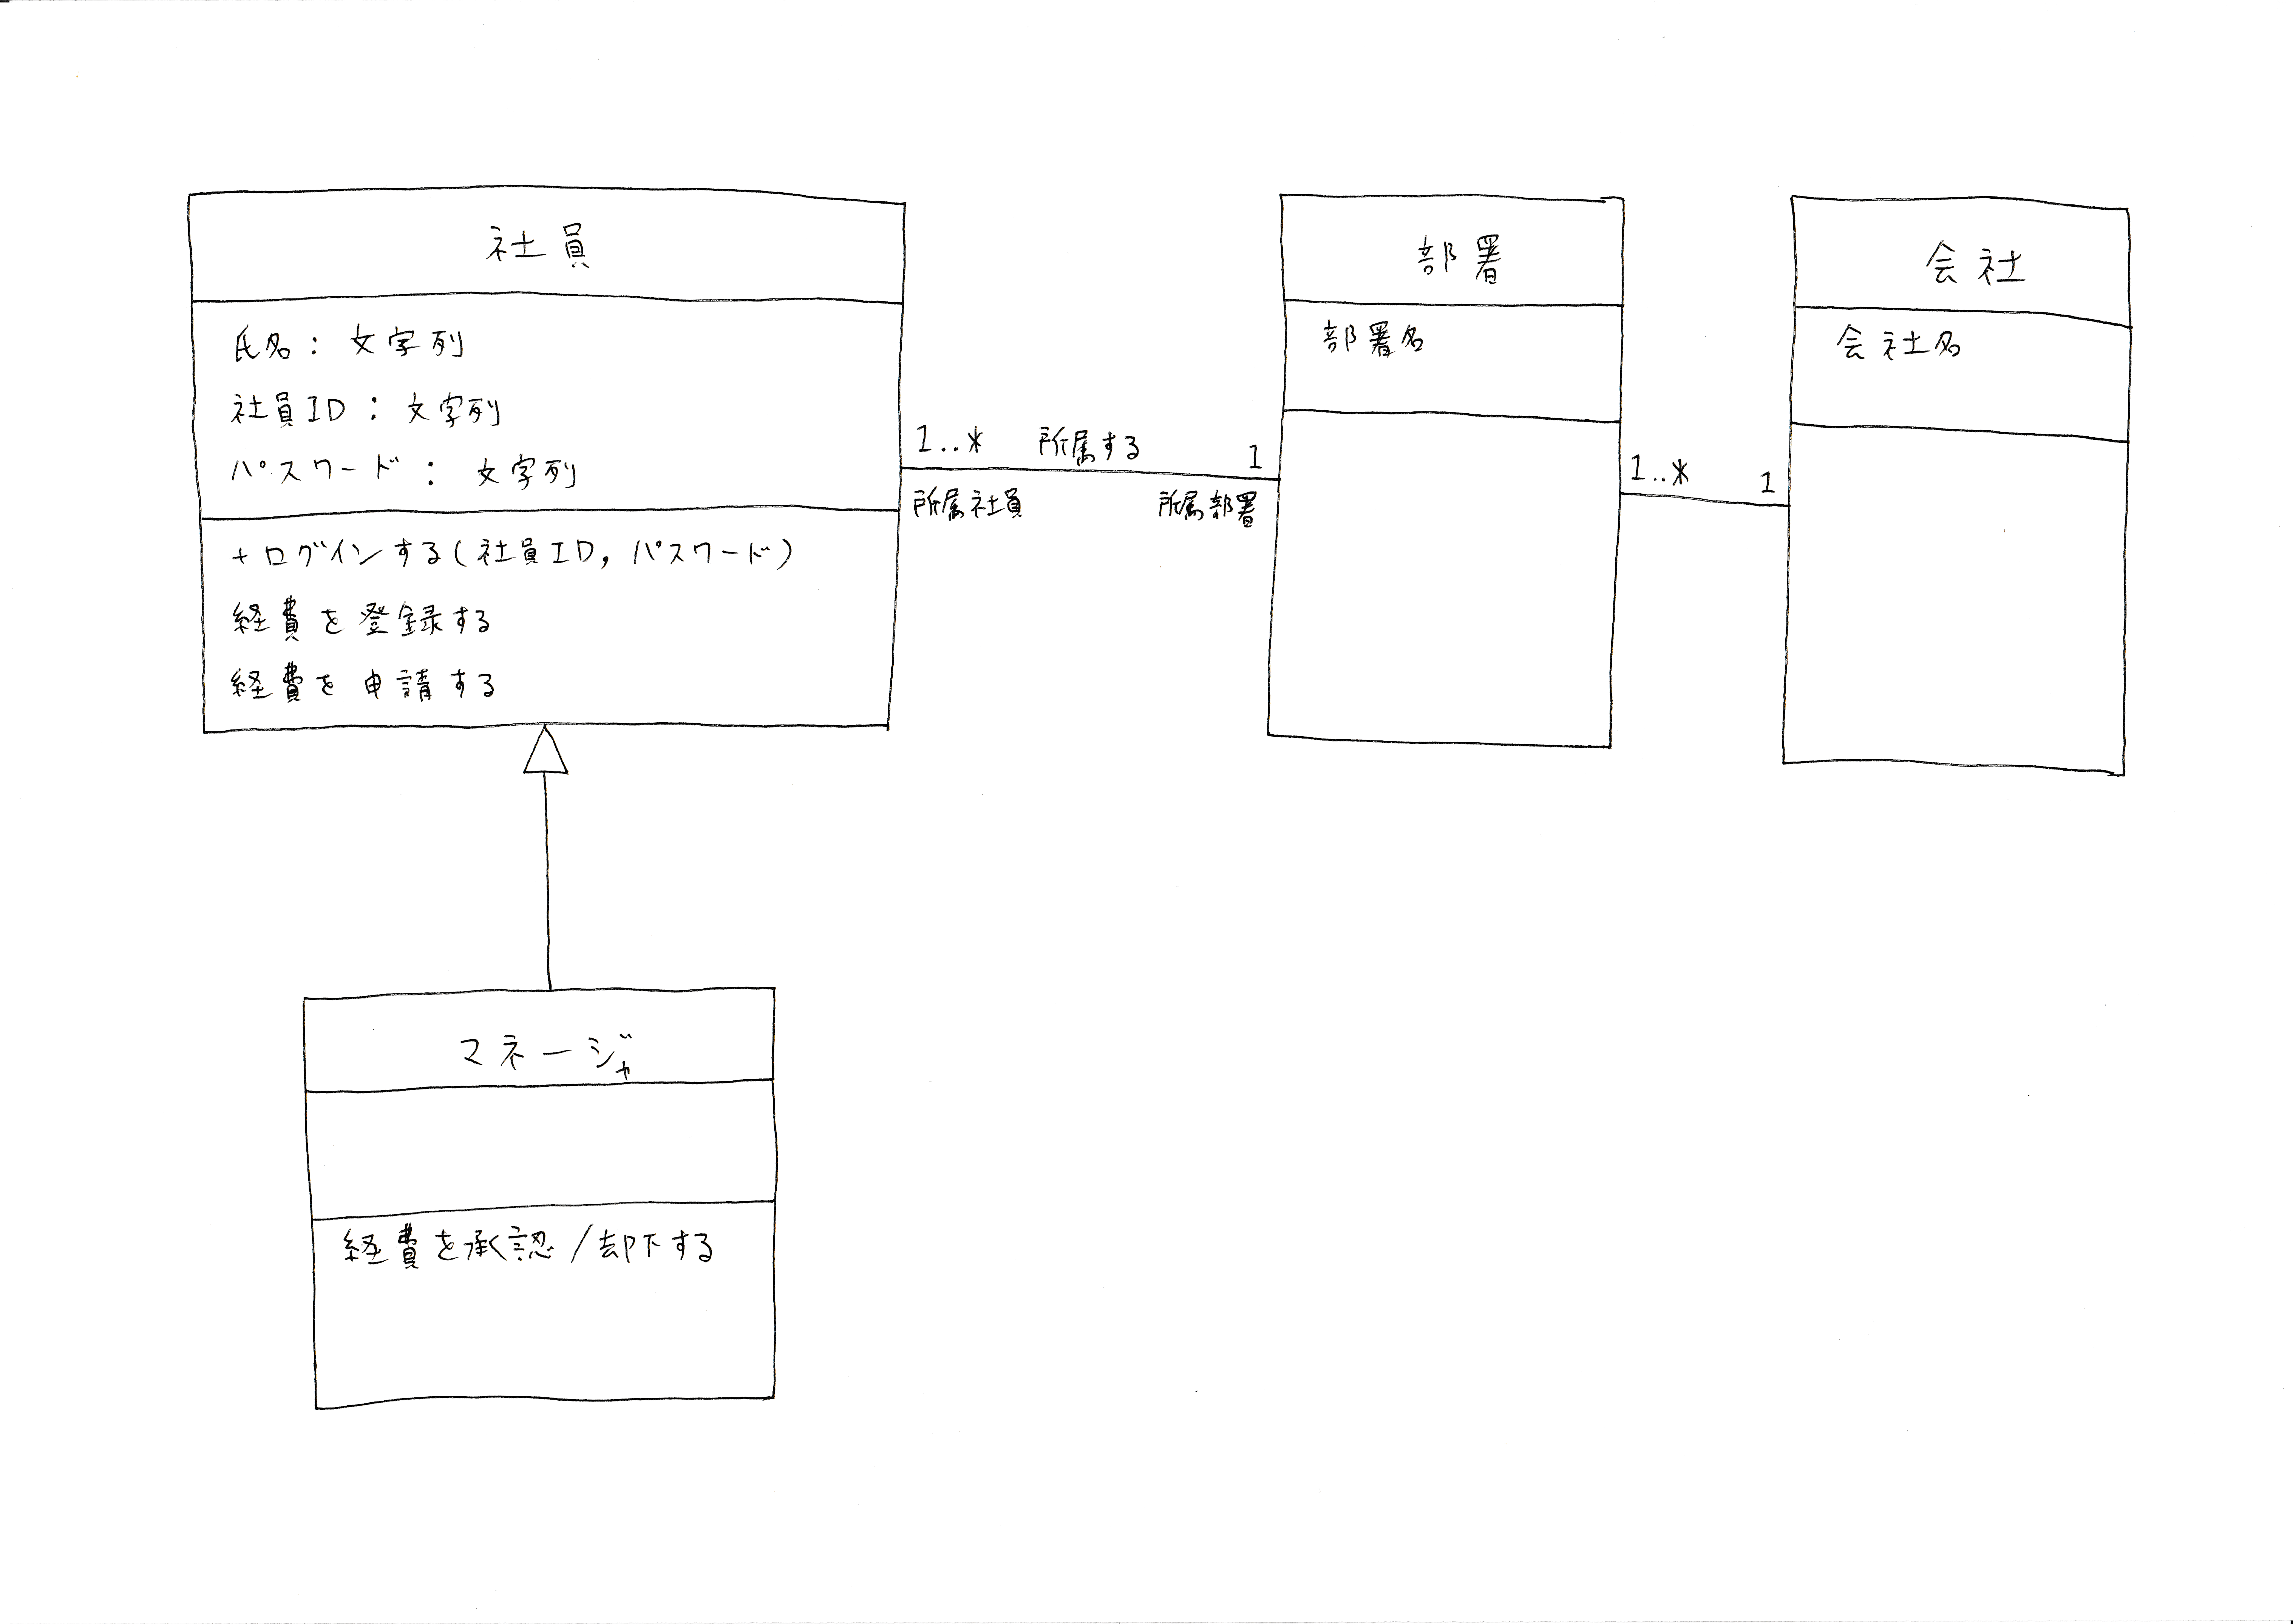 社員
氏名: 文字列
社員ID: 文字列
パスワード: 文字列
+ログインする(社員ID, パスワード)
経費を登録する
経費を申請する
1..* 所属する 1
所属社員 所属部署
部署
部署名
1..* 1
会社
会社名
マネージャ
経費を承認/却下する